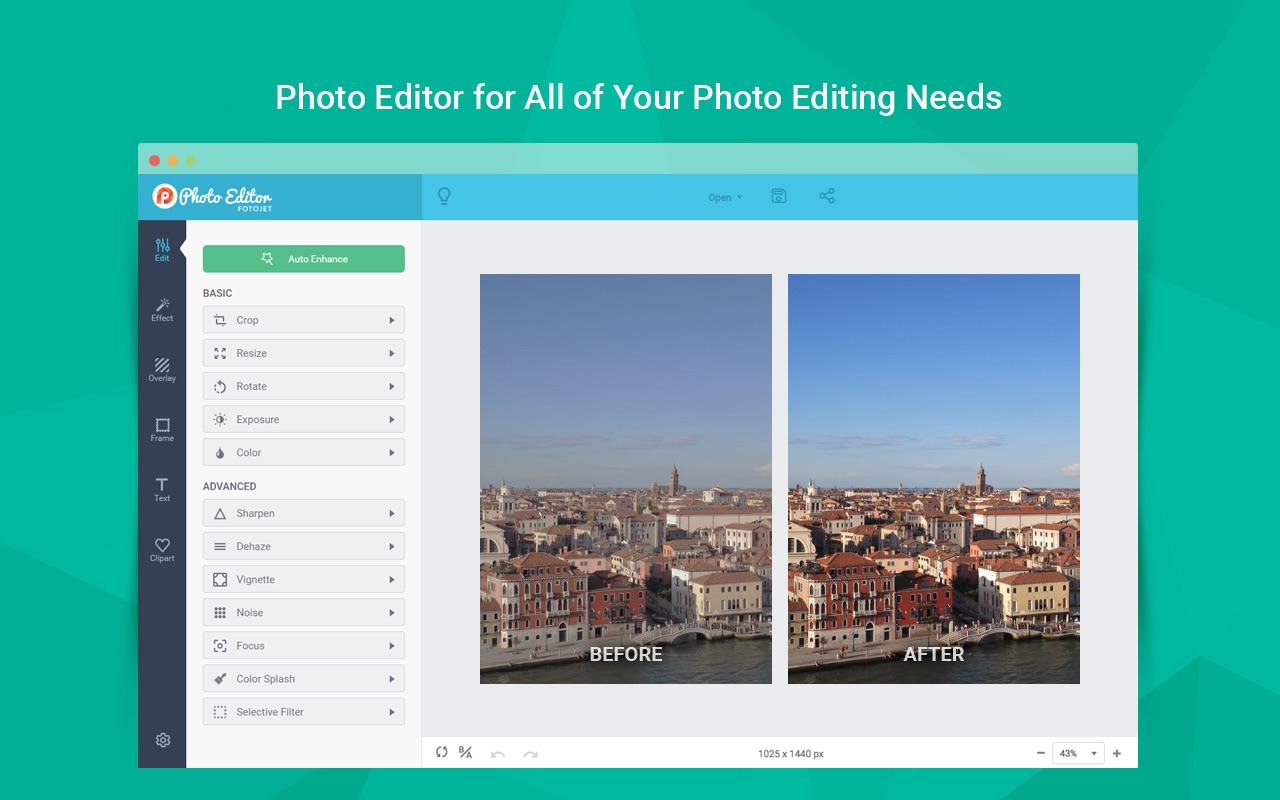 Photo Editor for All of Your Photo Editing Needs
Photo Editor
FOTOJET
Open
Edit
Effect
Overlay
Frame
Text
Clipart
Auto Enhance
BASIC
Crop
Resize
Rotate
Exposure
Color
ADVANCED
Sharpen
Dehaze
Vignette
Noise
Focus
Color Splash
Selective Filter
BEFORE
AFTER
B/A
1025 x 1440 px
43%